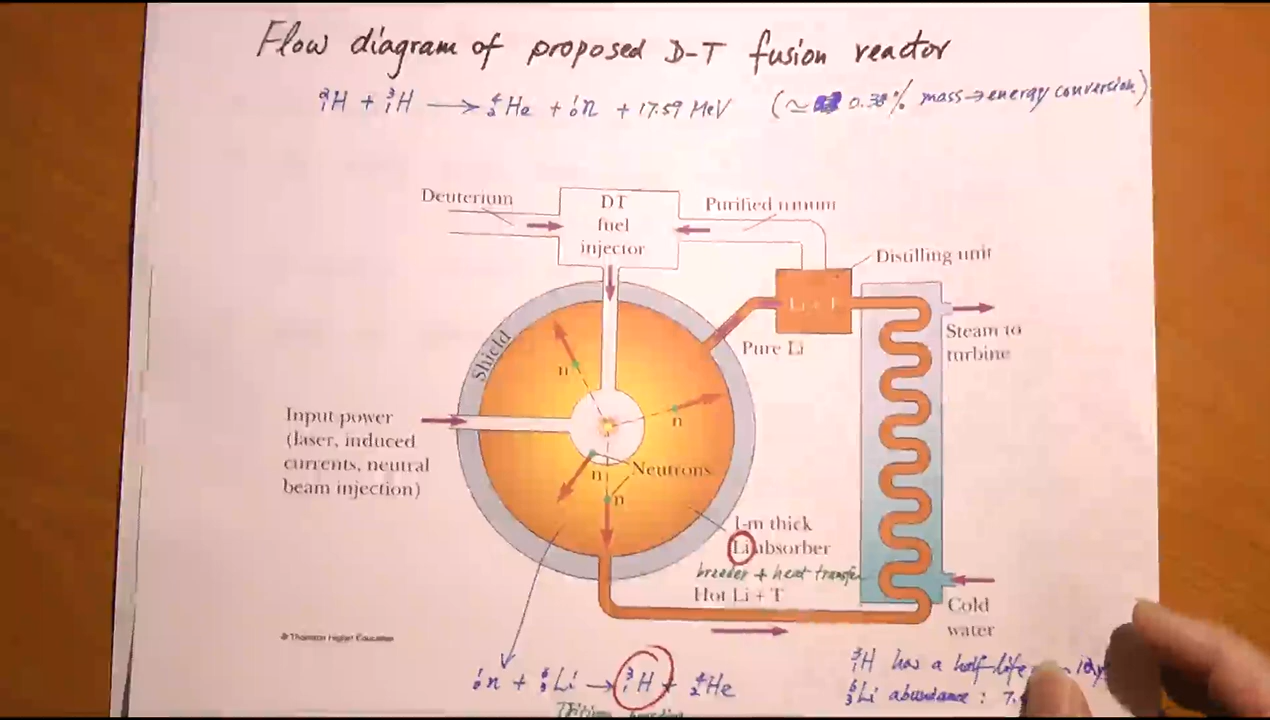 Flow diagram of proposed D-T fusion reactor
²₁H + ³₁H → ⁴₂He + ¹₀n + 17.59 MeV (≃ 0.38% mass→energy conversion)
Deuterium
DT
fuel
injector
Purified
Distilling unit
Li + T
Pure Li
Steam to
turbine
Shield
n
n
Input power
(laser, induced
currents, neutral
beam injection)
Neutrons
n
n
1-m thick
Li absorber
breeder + heat transfer
Hot Li + T
Cold
water
© Thomson Higher Education
¹₀n + ⁶₃Li → ³₁H + ⁴₂He
³₁H has a half-life
⁶₃Li abundance :